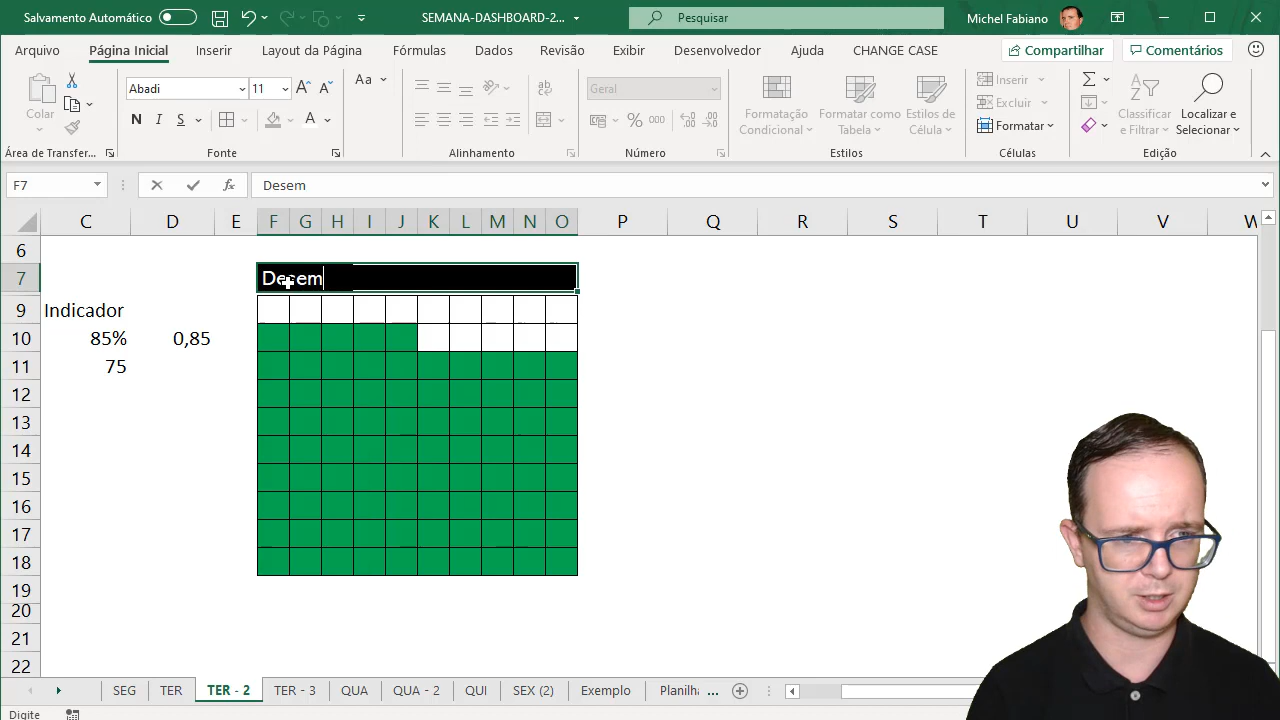 Salvamento Automático
SEMANA-DASHBOARD-2...
Pesquisar
Michel Fabiano
Arquivo
Página Inicial
Inserir
Layout da Página
Fórmulas
Dados
Revisão
Exibir
Desenvolvedor
Ajuda
CHANGE CASE
Compartilhar
Comentários
Colar
Abadi
11
Aa
N I S
Geral
% 000
Formatação Condicional
Formatar como Tabela
Estilos de Célula
Inserir
Excluir
Formatar
Classificar e Filtrar
Localizar e Selecionar
Área de Transfer...
Fonte
Alinhamento
Número
Estilos
Células
Edição
F7
fx
Desem
C D E F G H I J K L M N O P Q R S T U V W
6
7 Desem
9 Indicador
10 85% 0,85
11 75
12
13
14
15
16
17
18
19
20
21
22
SEG
TER
TER - 2
TER - 3
QUA
QUA - 2
QUI
SEX (2)
Exemplo
Planilha ...
Digite